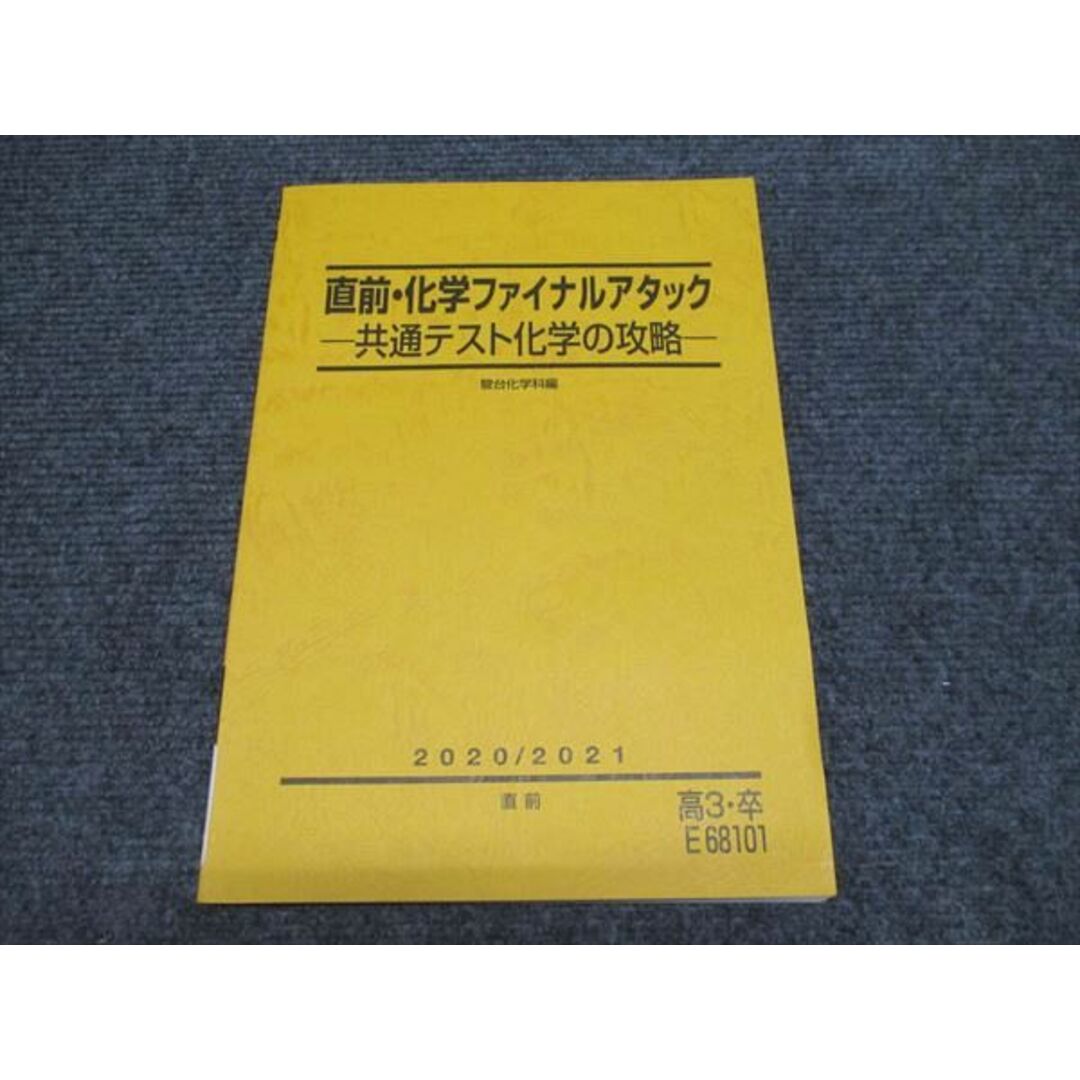 直前・化学ファイナルアタック
―共通テスト化学の攻略―
駿台化学科編
2020/2021
直前
高3・卒
E68101